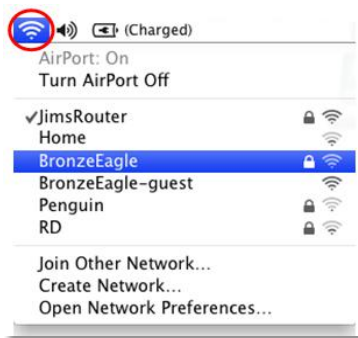 (Charged)
AirPort: On
Turn AirPort Off
✓JimsRouter
Home
BronzeEagle
BronzeEagle-guest
Penguin
RD
Join Other Network...
Create Network...
Open Network Preferences...